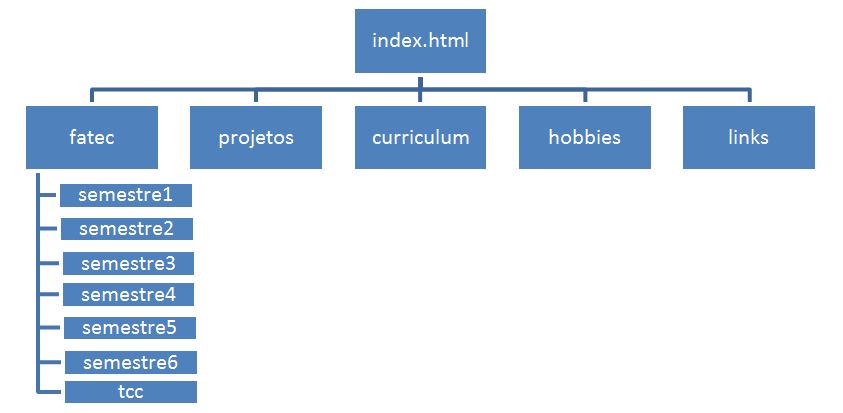 index.html
fatec
projetos
curriculum
hobbies
links
semestre1
semestre2
semestre3
semestre4
semestre5
semestre6
tcc